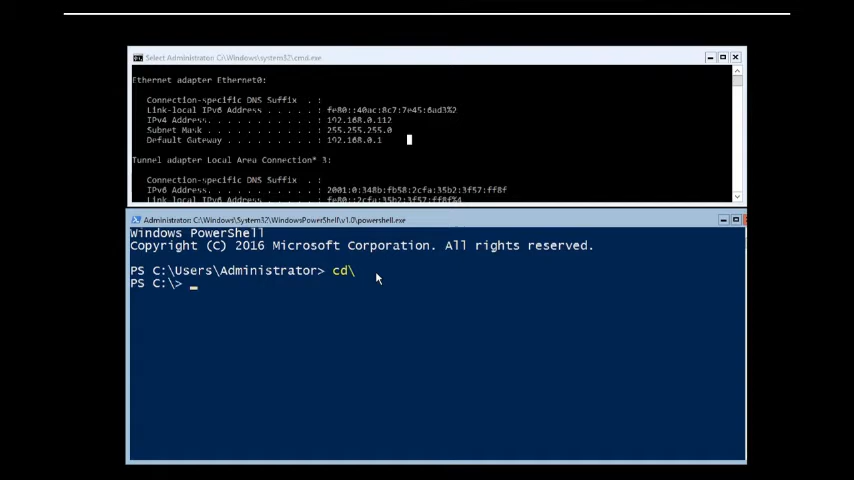 Select Administrator: C:\Windows\system32\cmd.exe
Ethernet adapter Ethernet0:
Connection-specific DNS Suffix . :
Link-local IPv6 Address . . . . . : fe80::40ac:8c7:7e45:6ad3%2
IPv4 Address. . . . . . . . . . . : 192.168.0.112
Subnet Mask . . . . . . . . . . . : 255.255.255.0
Default Gateway . . . . . . . . . : 192.168.0.1
Tunnel adapter Local Area Connection* 3:
Connection-specific DNS Suffix . :
IPv6 Address. . . . . . . . . . . : 2001:0:348b:fb58:2cfa:35b2:3f57:ff8f
Link-local IPv6 Address . . . . . : fe80::2cfa:35b2:3f57:ff8f%4
Administrator: C:\Windows\System32\WindowsPowerShell\v1.0\powershell.exe
Windows PowerShell
Copyright (C) 2016 Microsoft Corporation. All rights reserved.
PS C:\Users\Administrator> cd\
PS C:\> _